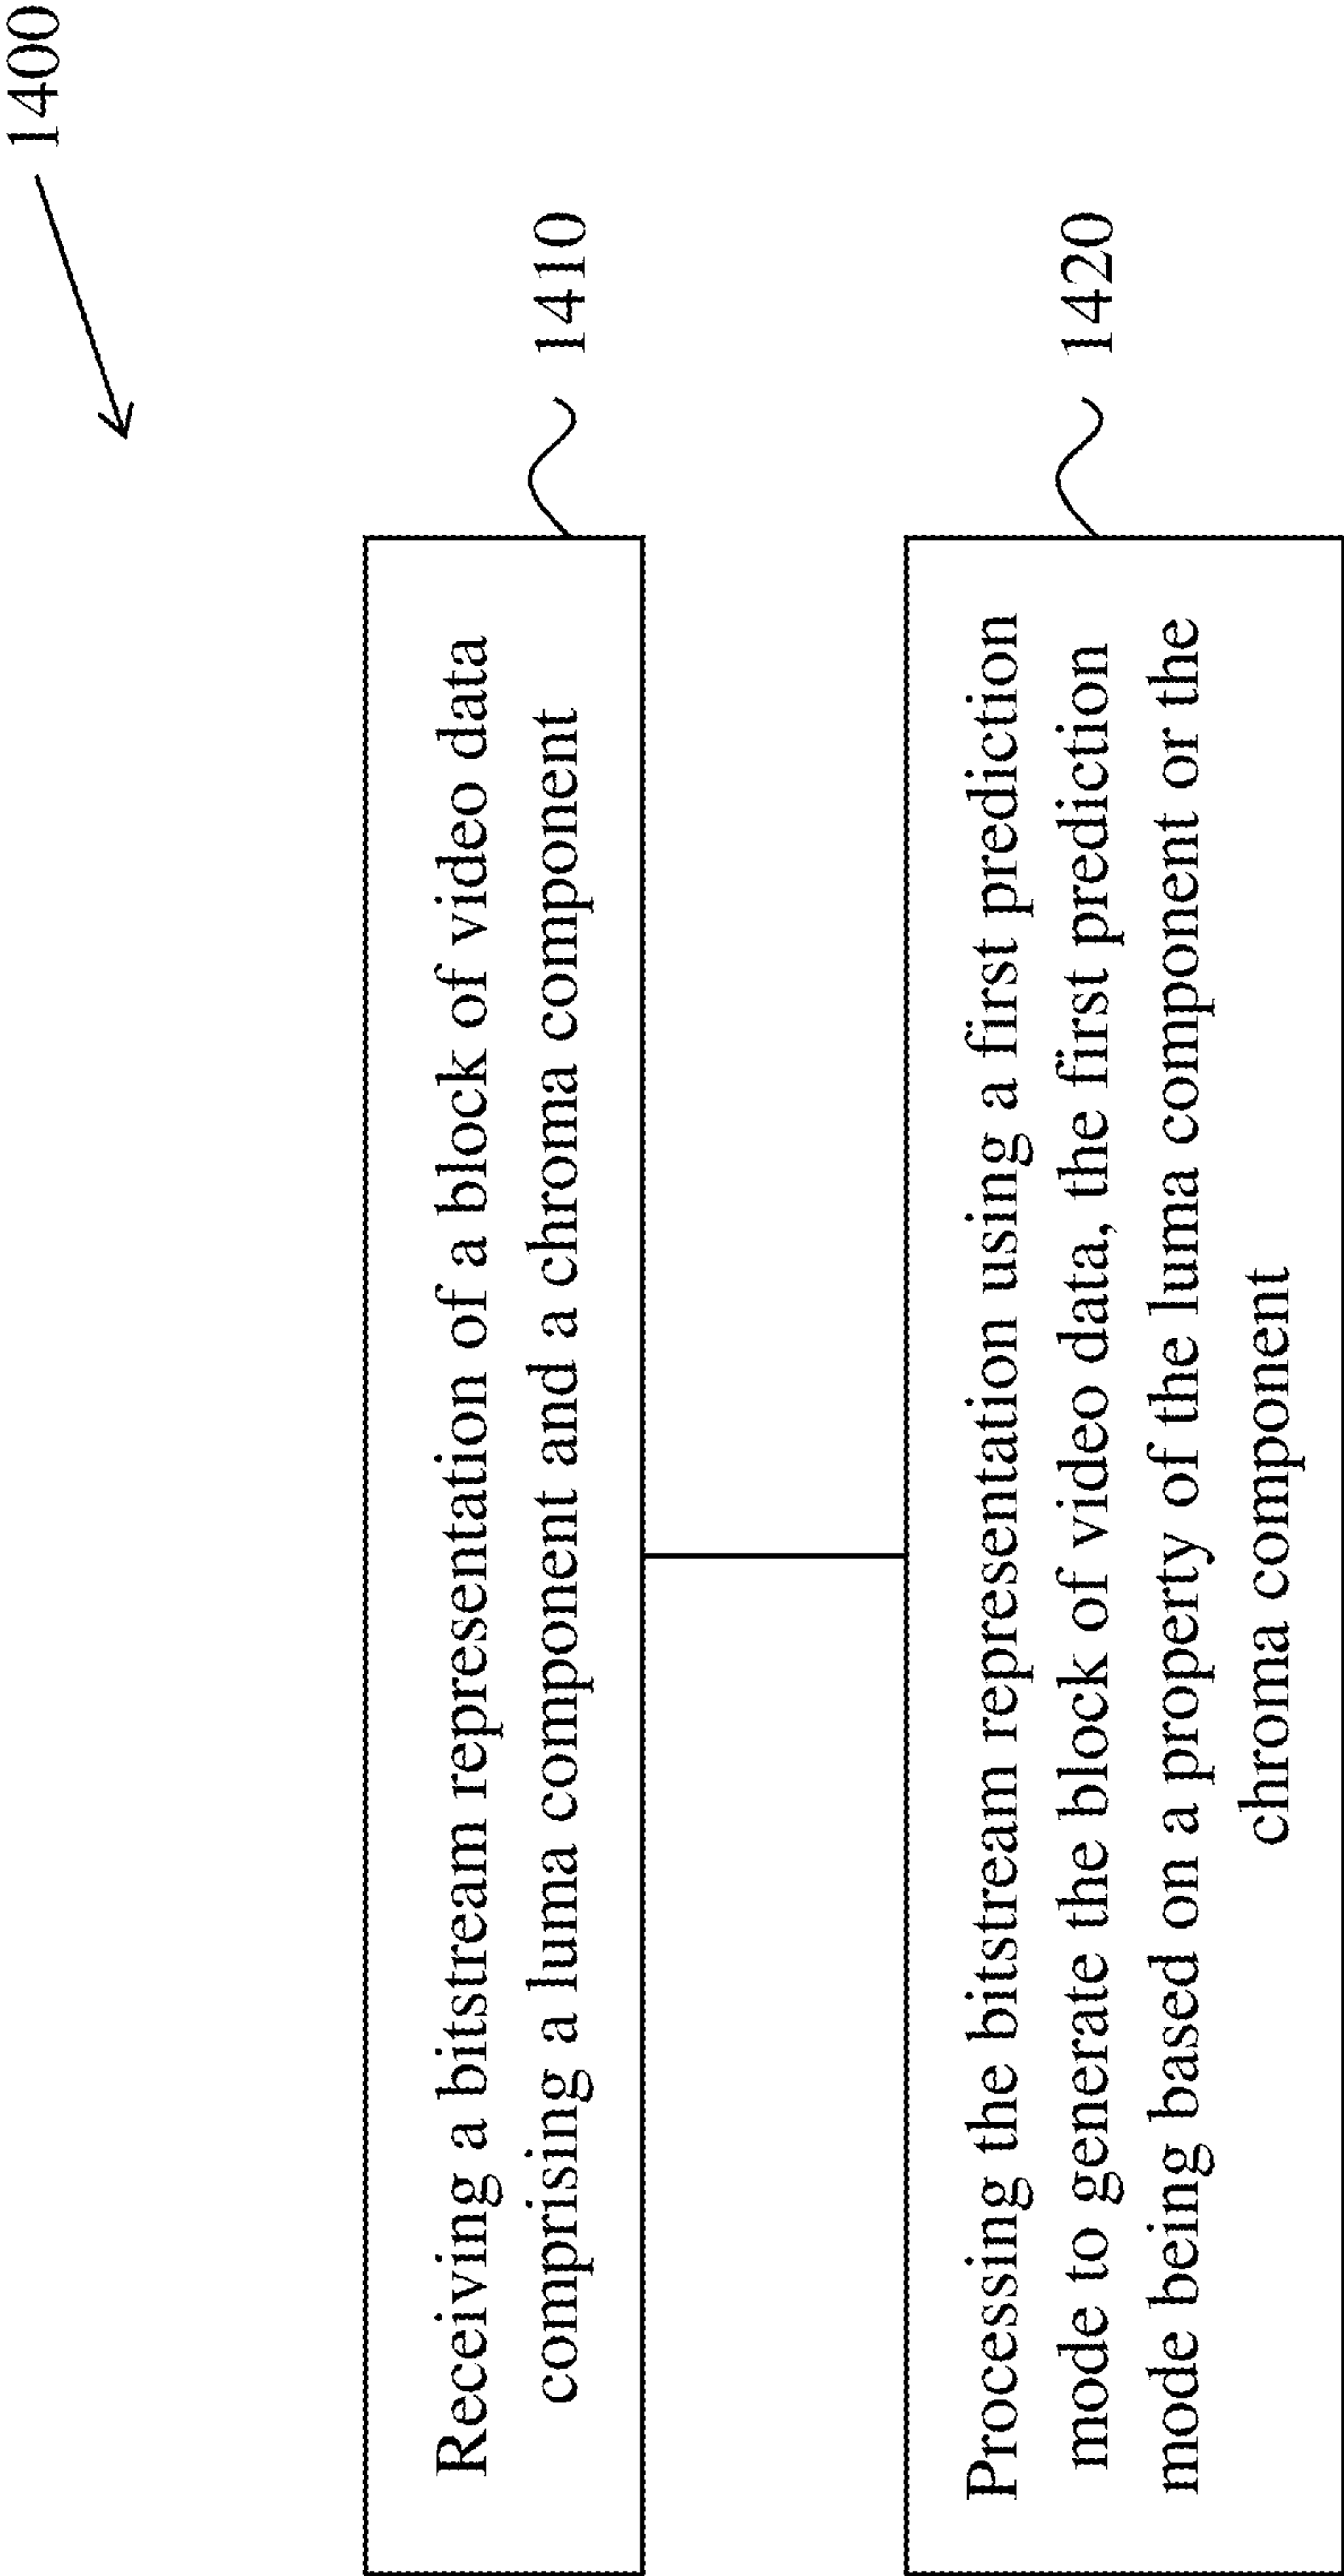 1400
Receiving a bitstream representation of a block of video data
comprising a luma component and a chroma component
1410
Processing the bitstream representation using a first prediction
mode to generate the block of video data, the first prediction
mode being based on a property of the luma component or the
chroma component
1420